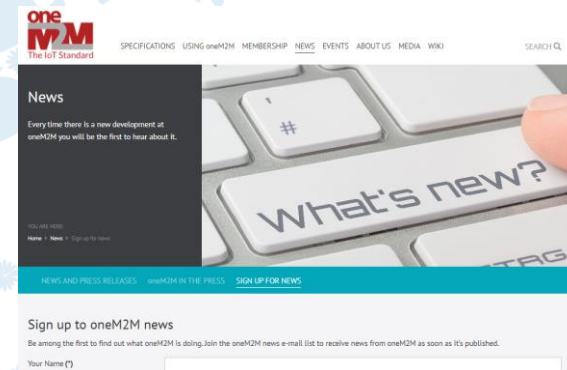 one
M2M
The IoT Standard
SPECIFICATIONS USING oneM2M MEMBERSHIP NEWS EVENTS ABOUT US MEDIA WIKI SEARCH
News
Every time there is a new development at
oneM2M you will be the first to hear about it.
#
What's new?
YOU ARE HERE:
Home > News > Sign up for news
NEWS AND PRESS RELEASES oneM2M IN THE PRESS SIGN UP FOR NEWS
Sign up to oneM2M news
Be among the first to find out what oneM2M is doing. Join the oneM2M news e-mail list to receive news from oneM2M as soon as it's published.
Your Name (*)